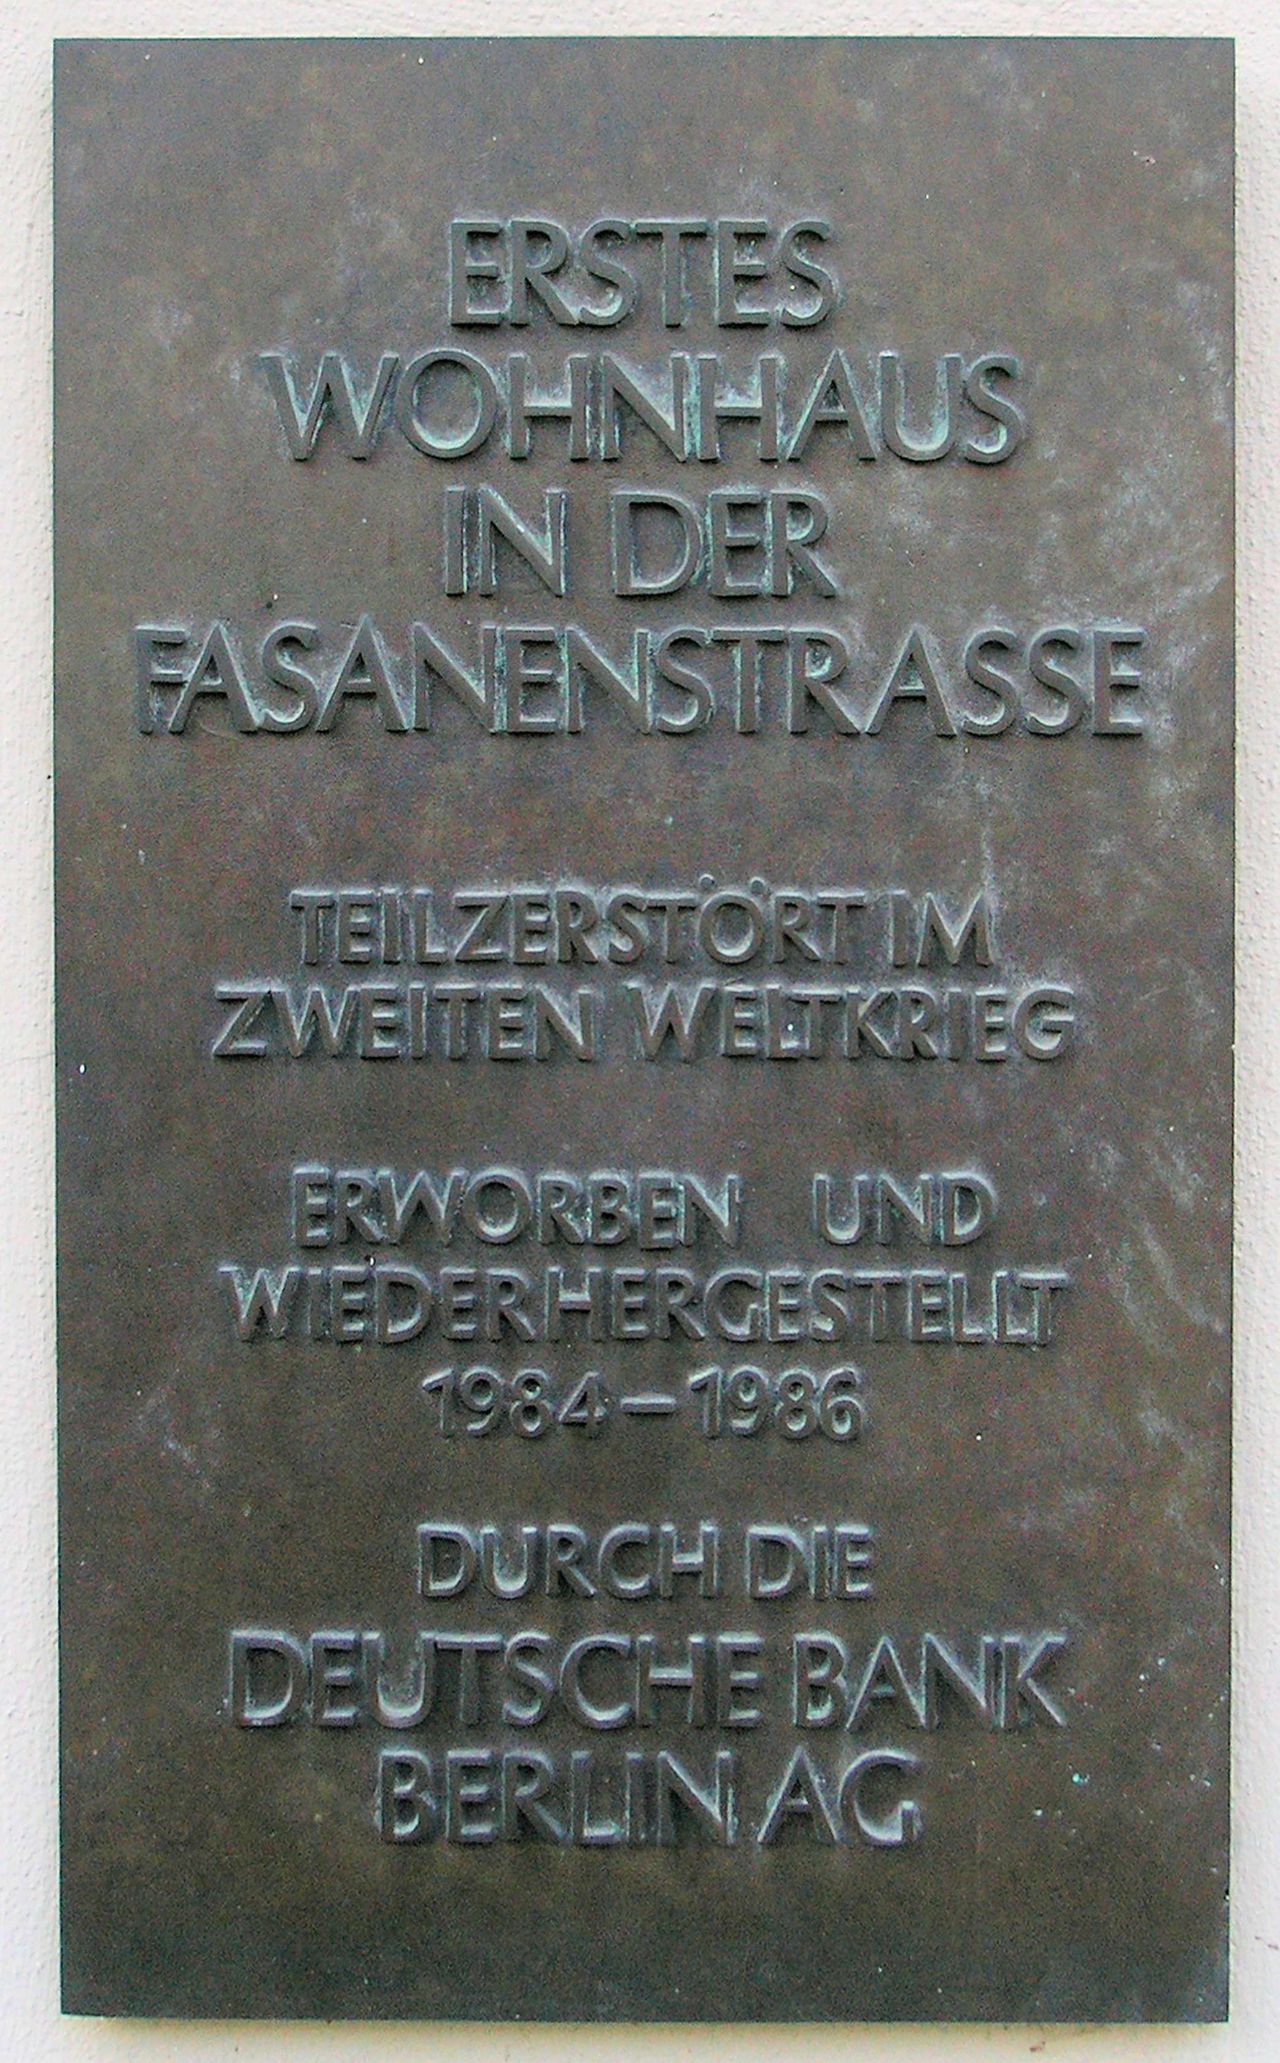 ERSTES
WOHNHAUS
IN DER
FASANENSTRASSE
TEILZERSTÖRT IM
ZWEITEN WELTKRIEG
ERWORBEN UND
WIEDERHERGESTELLT
1984–1986
DURCH DIE
DEUTSCHE BANK
BERLIN AG